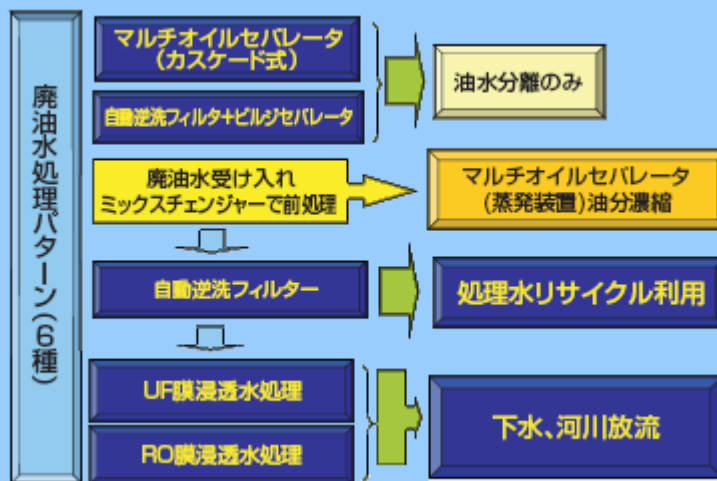 廃油水処理パターン(6種)
マルチオイルセパレータ
(カスケード式)
油水分離のみ
自動逆洗フィルタ+ビルジセパレータ
廃油水受け入れ
ミックスチェンジャーで前処理
マルチオイルセパレータ
(蒸発装置)油分濃縮
自動逆洗フィルター
処理水リサイクル利用
UF膜浸透水処理
RO膜浸透水処理
下水、河川放流